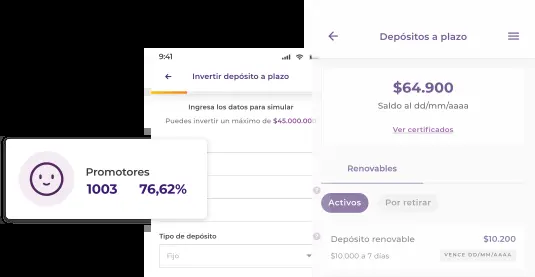 Promotores
1003 76,62%
9:41
Invertir depósito a plazo
Ingresa los datos para simular
Puedes invertir un máximo de $45.000.000
Tipo de depósito
Fijo
Depósitos a plazo
$64.900
Saldo al dd/mm/aaaa
Ver certificados
Renovables
Activos Por retirar
Depósito renovable $10.200
$10.000 a 7 días VENCE DD/MM/AAAA